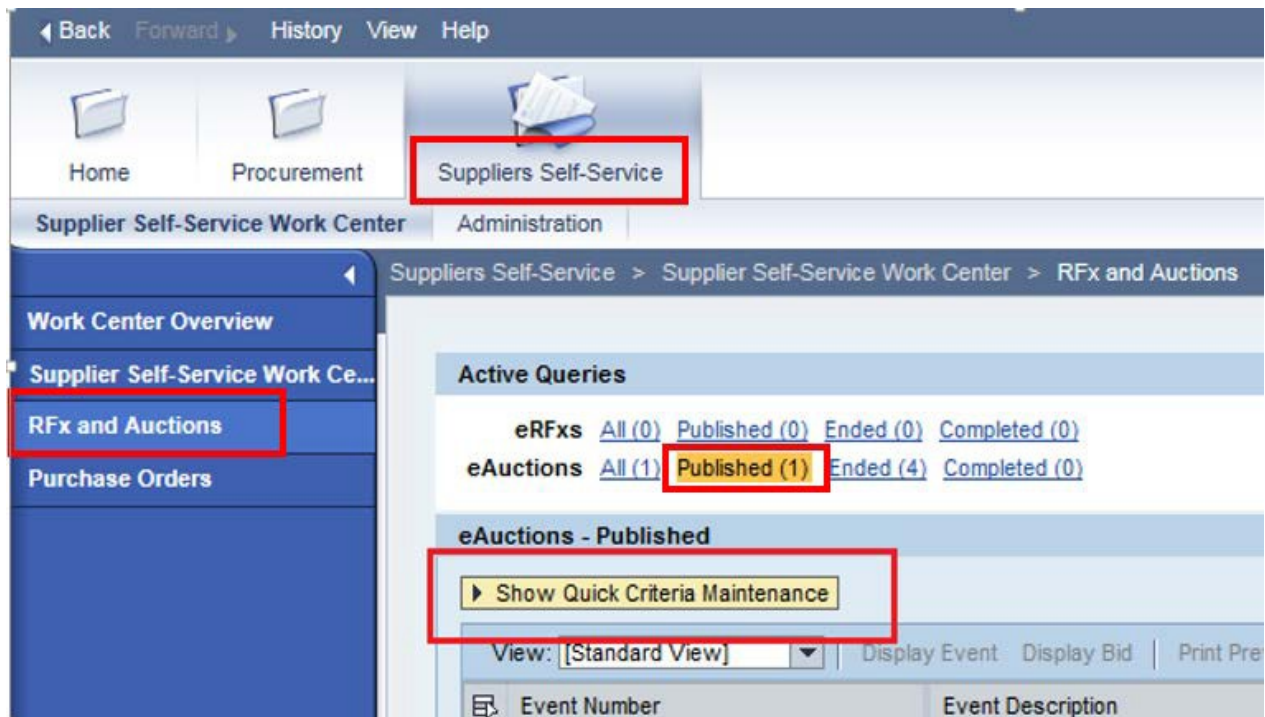 Back Forward History View Help
Home Procurement Suppliers Self-Service
Supplier Self-Service Work Center Administration
Suppliers Self-Service > Supplier Self-Service Work Center > RFx and Auctions
Work Center Overview
Supplier Self-Service Work Ce...
RFx and Auctions
Purchase Orders
Active Queries
eRFxs All (0) Published (0) Ended (0) Completed (0)
eAuctions All (1) Published (1) Ended (4) Completed (0)
eAuctions - Published
Show Quick Criteria Maintenance
View: [Standard View] Display Event Display Bid Print Pre
Event Number Event Description